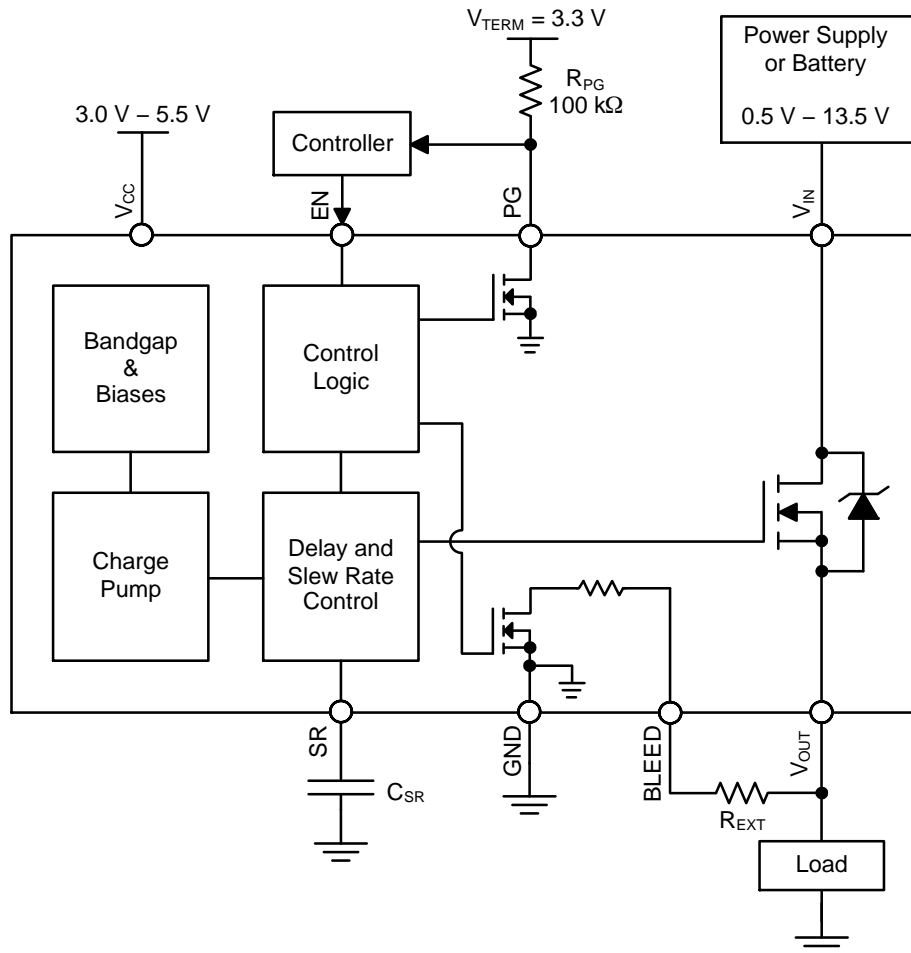 V_TERM = 3.3 V
R_PG
100 kΩ
Power Supply
or Battery
0.5 V – 13.5 V
3.0 V – 5.5 V
Controller
V_CC
EN
PG
V_IN
Bandgap
&
Biases
Control
Logic
Charge
Pump
Delay and
Slew Rate
Control
SR
GND
BLEED
V_OUT
C_SR
R_EXT
Load